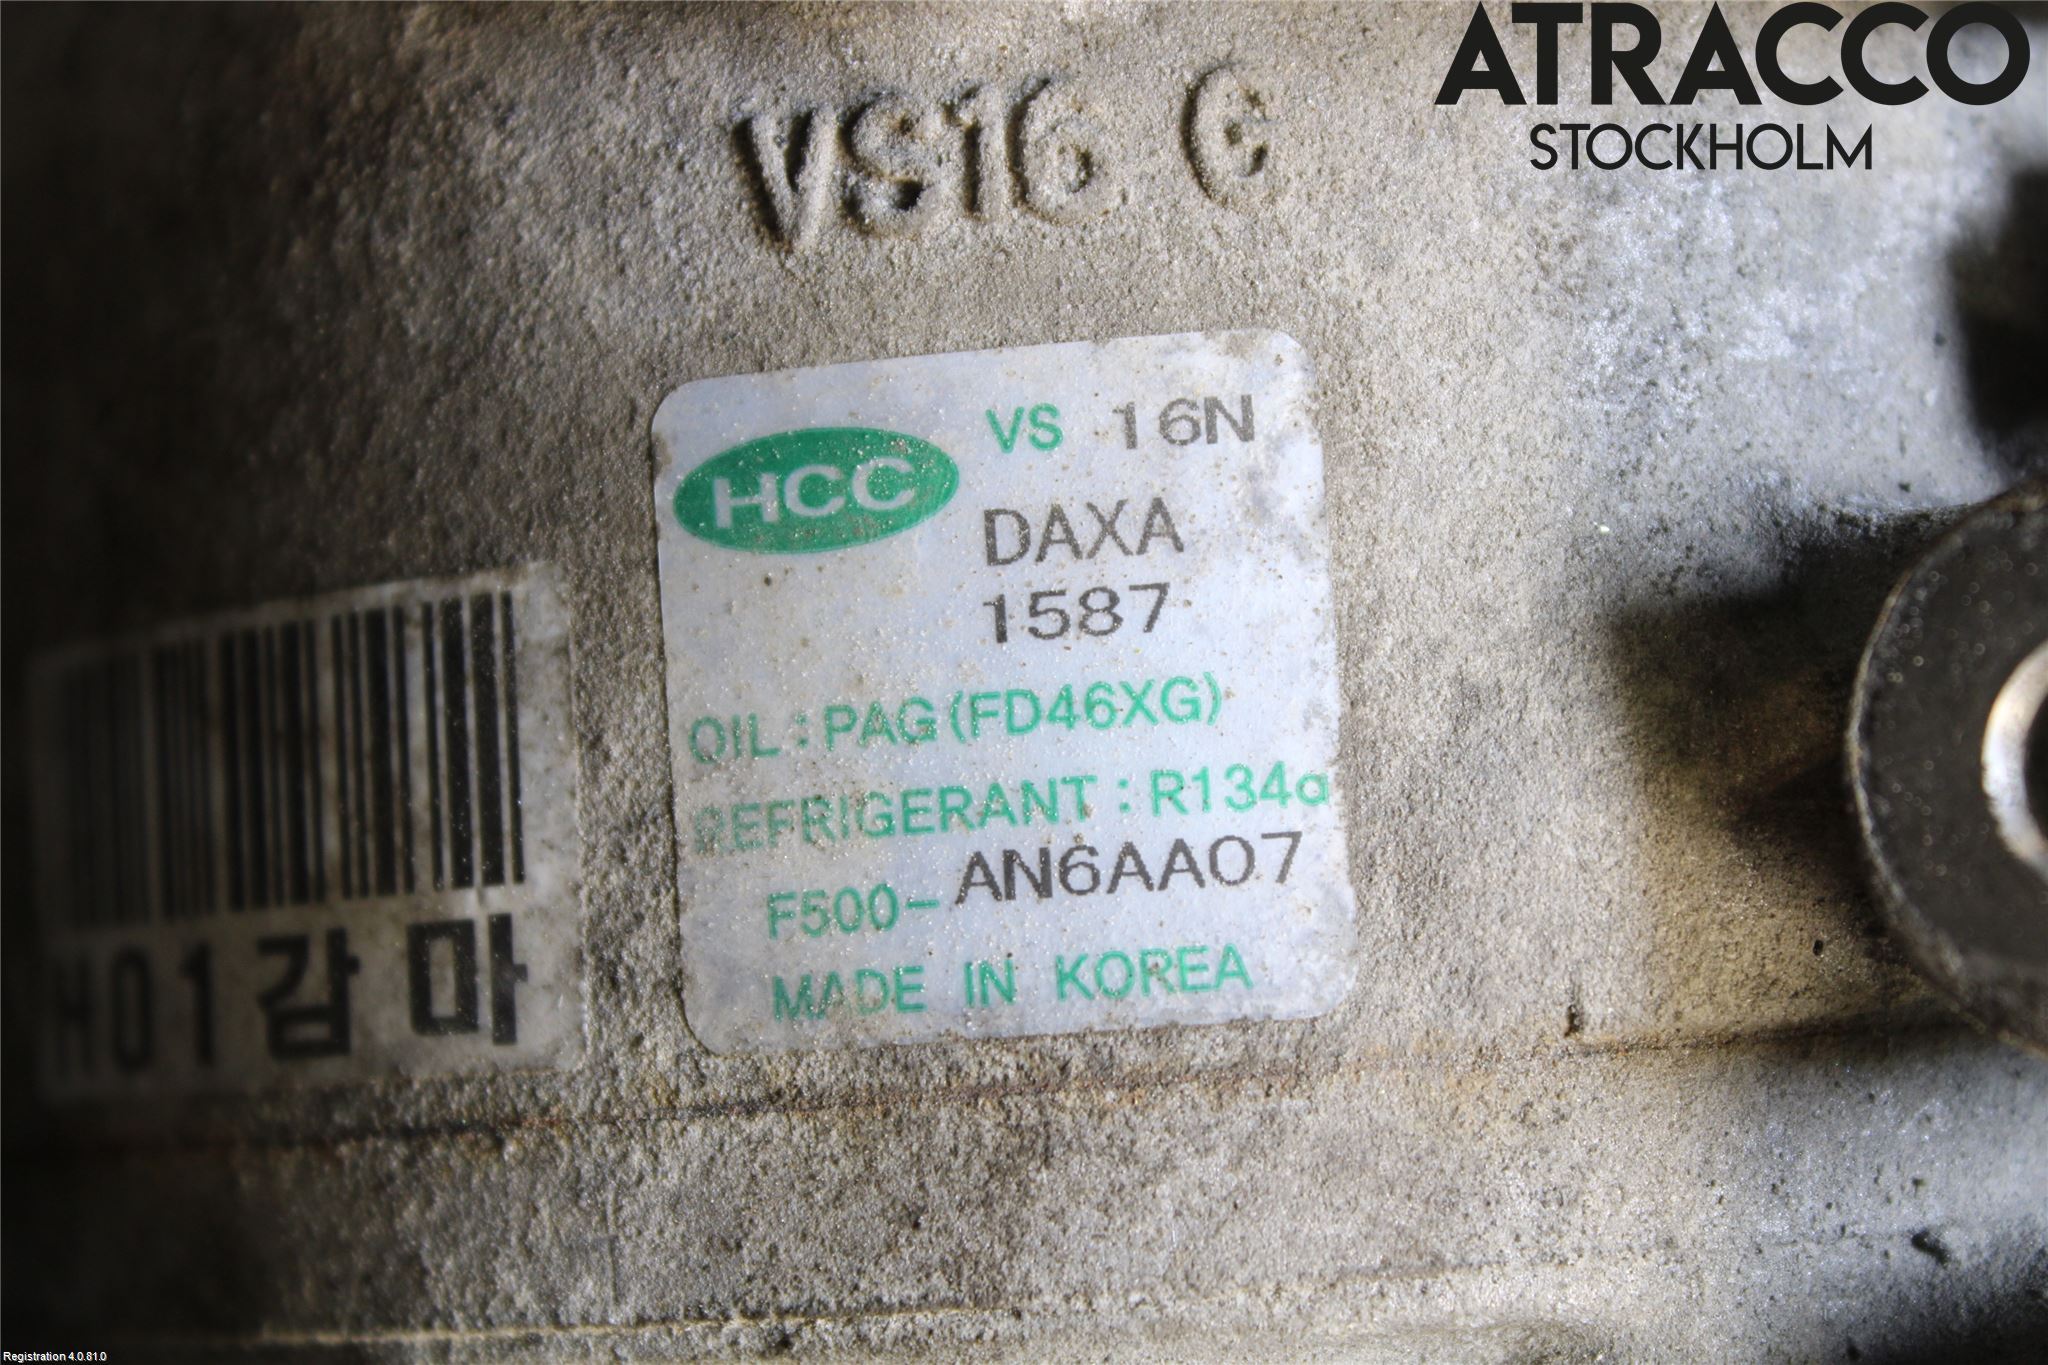 ATRACCO
STOCKHOLM
VS16 G
HCC
VS 16N
DAXA
1587
OIL:PAG(FD46XG)
REFRIGERANT:R134a
F500-AN6AA07
MADE IN KOREA
H01감마
Registration 4.0.81.0